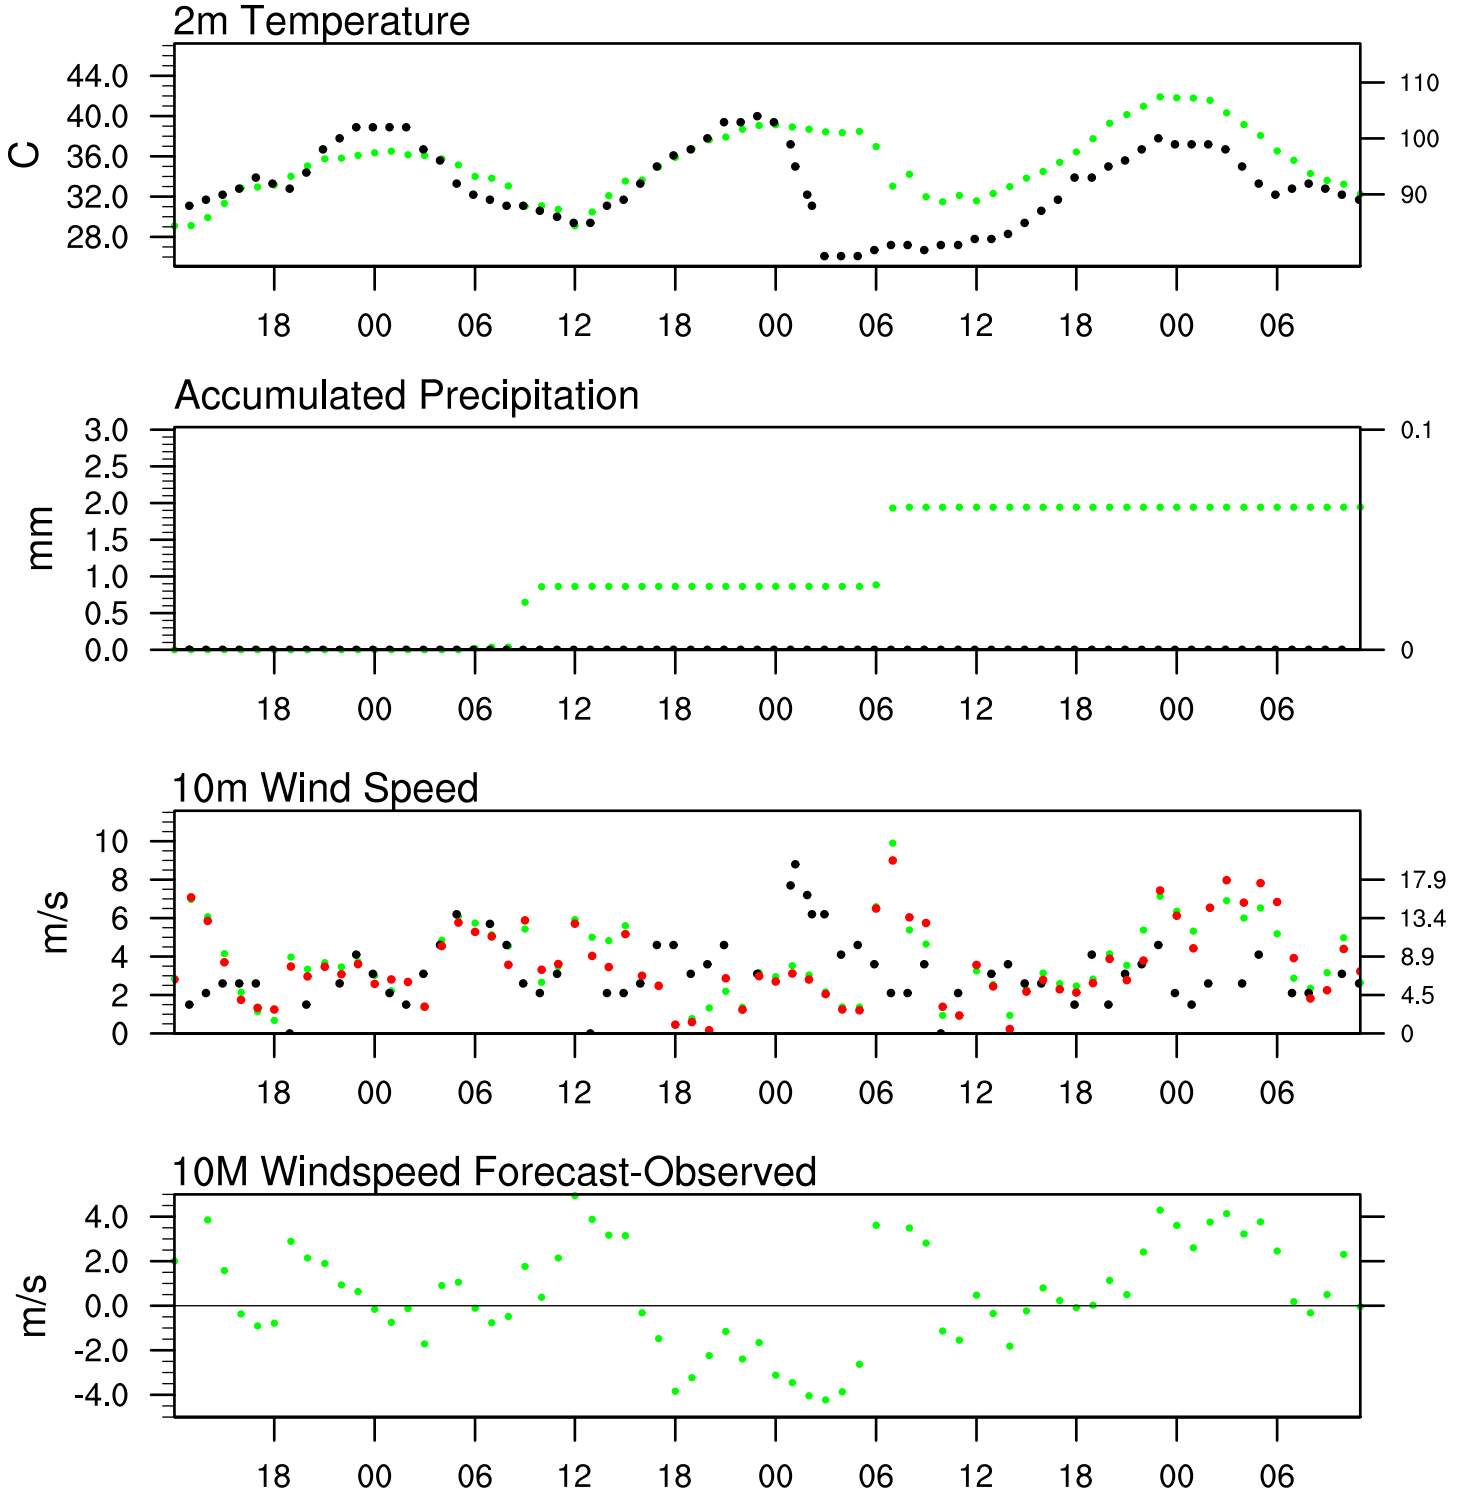 2m Temperature
44.0
40.0
36.0
32.0
28.0
C
110
100
90
18 00 06 12 18 00 06 12 18 00 06
Accumulated Precipitation
3.0
2.5
2.0
1.5
1.0
0.5
0.0
mm
0.1
0
18 00 06 12 18 00 06 12 18 00 06
10m Wind Speed
10
8
6
4
2
0
m/s
17.9
13.4
8.9
4.5
0
18 00 06 12 18 00 06 12 18 00 06
10M Windspeed Forecast-Observed
4.0
2.0
0.0
-2.0
-4.0
m/s
18 00 06 12 18 00 06 12 18 00 06